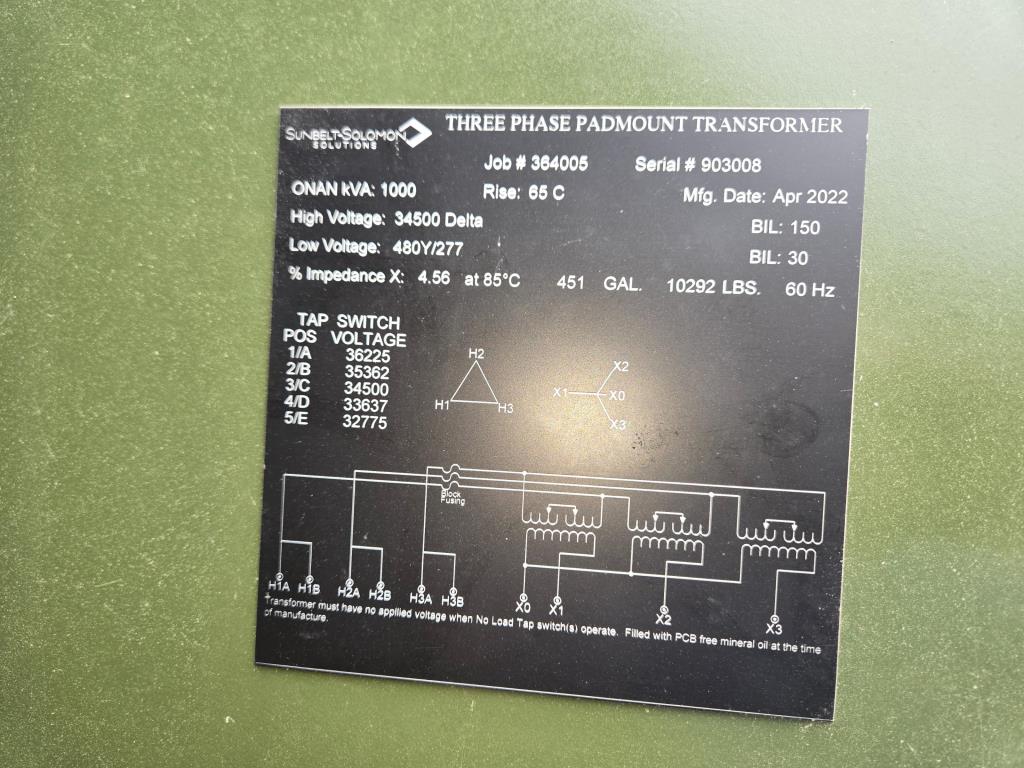 SUNBELT-SOLOMON
SOLUTIONS
THREE PHASE PADMOUNT TRANSFORMER
Job # 364005 Serial # 903008
ONAN kVA: 1000 Rise: 65 C Mfg. Date: Apr 2022
High Voltage: 34500 Delta BIL: 150
Low Voltage: 480Y/277 BIL: 30
% Impedance X: 4.56 at 85°C 451 GAL. 10292 LBS. 60 Hz
TAP SWITCH
POS VOLTAGE
1/A 36225
2/B 35362
3/C 34500
4/D 33637
5/E 32775
H2
H1 H3
X2
X1 X0
X3
Block
Fusing
H1A H1B H2A H2B H3A H3B X0 X1 X2 X3
Transformer must have no appllied voltage when No Load Tap switch(s) operate. Filled with PCB free mineral oil at the time
of manufacture.